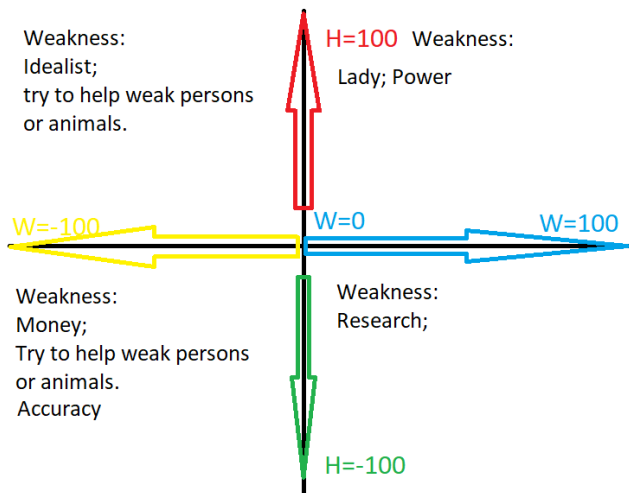 Weakness:
Idealist;
try to help weak persons
or animals.
H=100
Weakness:
Lady; Power
W=-100
W=0
W=100
Weakness:
Money;
Try to help weak persons
or animals.
Accuracy
Weakness:
Research;
H=-100